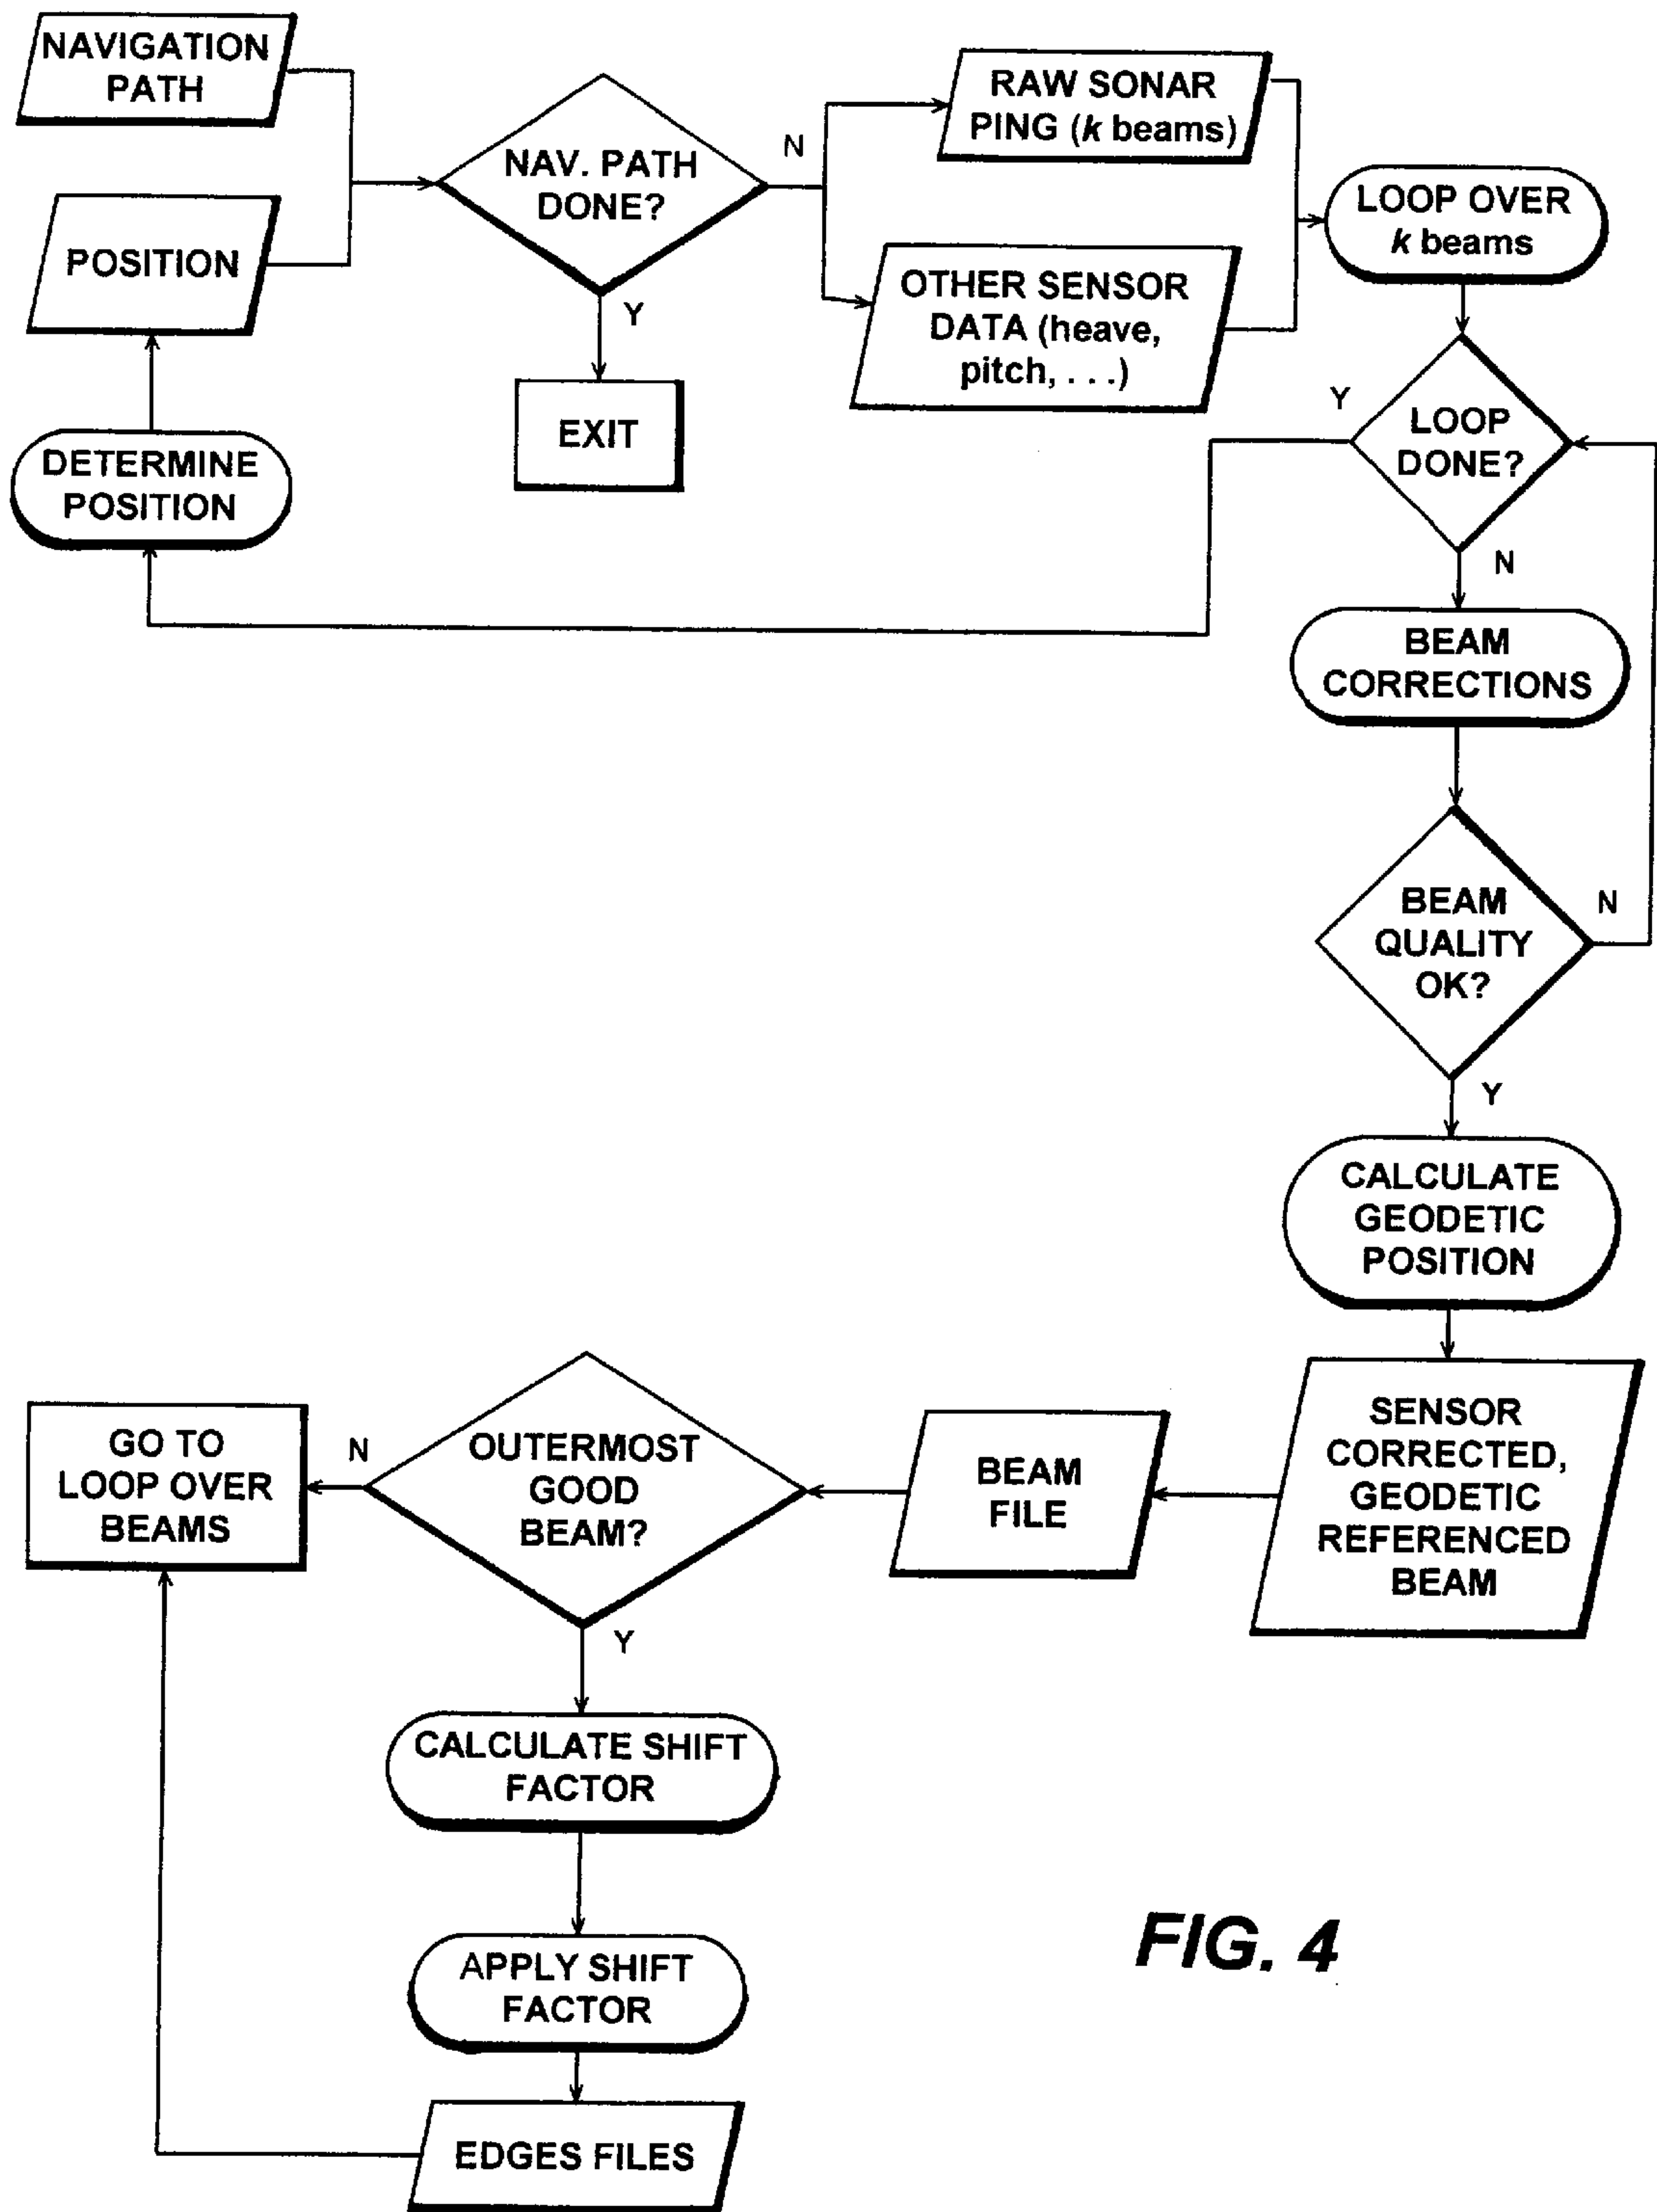 NAVIGATION
PATH
POSITION
DETERMINE
POSITION
NAV. PATH
DONE?
N
Y
EXIT
RAW SONAR
PING (k beams)
OTHER SENSOR
DATA (heave,
pitch, . . .)
LOOP OVER
k beams
Y
LOOP
DONE?
N
BEAM
CORRECTIONS
BEAM
QUALITY
OK?
N
Y
CALCULATE
GEODETIC
POSITION
SENSOR
CORRECTED,
GEODETIC
REFERENCED
BEAM
BEAM
FILE
OUTERMOST
GOOD
BEAM?
N
GO TO
LOOP OVER
BEAMS
Y
CALCULATE SHIFT
FACTOR
APPLY SHIFT
FACTOR
EDGES FILES
FIG. 4